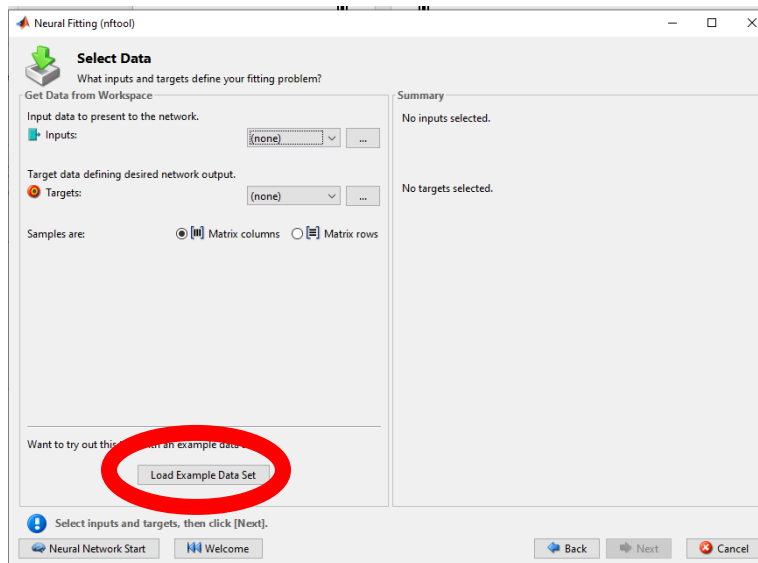 Neural Fitting (nftool)
Select Data
What inputs and targets define your fitting problem?
Get Data from Workspace
Input data to present to the network.
Inputs:
(none)
...
Target data defining desired network output.
Targets:
(none)
...
Samples are:
Matrix columns
Matrix rows
Summary
No inputs selected.
No targets selected.
Want to try out this an example data
Load Example Data Set
Select inputs and targets, then click [Next].
Neural Network Start
Welcome
Back
Next
Cancel